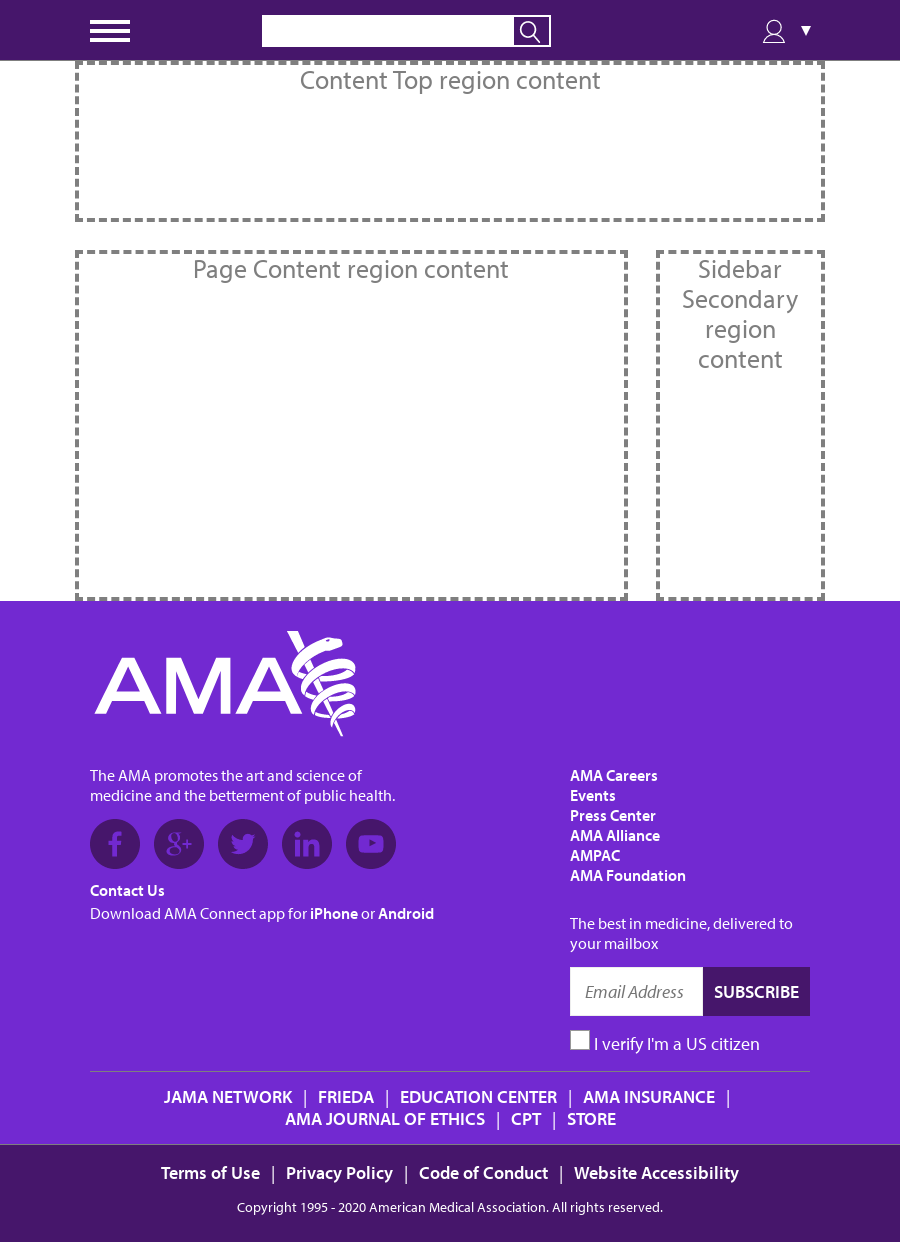 ▼
Content Top region content
Page Content region content
Sidebar
Secondary
region
content
AMA
The AMA promotes the art and science of
medicine and the betterment of public health.
Contact Us
Download AMA Connect app for iPhone or Android
AMA Careers
Events
Press Center
AMA Alliance
AMPAC
AMA Foundation
The best in medicine, delivered to
your mailbox
Email Address SUBSCRIBE
I verify I'm a US citizen
JAMA NETWORK | FRIEDA | EDUCATION CENTER | AMA INSURANCE |
AMA JOURNAL OF ETHICS | CPT | STORE
Terms of Use | Privacy Policy | Code of Conduct | Website Accessibility
Copyright 1995 - 2020 American Medical Association. All rights reserved.